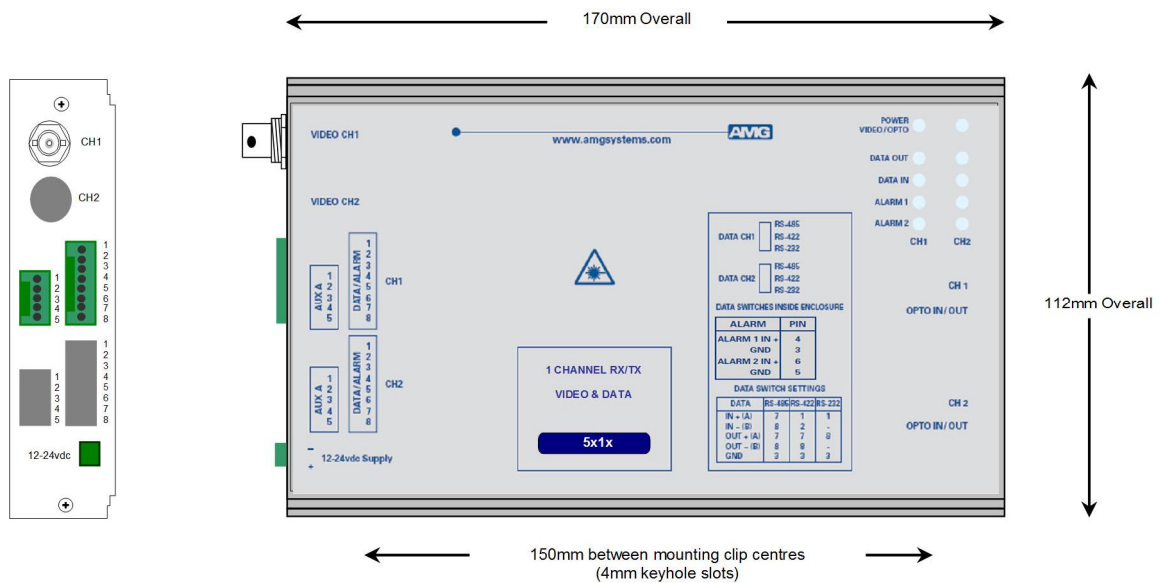 170mm Overall
CH1
CH2
1
2
3
4
5
6
7
8
1
2
3
4
5
1
2
3
4
5
6
7
8
1
2
3
4
5
12-24vdc
VIDEO CH1
www.amgsystems.com
AMG
VIDEO CH2
AUX A
1
2
3
4
5
DATA/ALARM
1
2
3
4
5
6
7
8
CH1
AUX A
1
2
3
4
5
DATA/ALARM
1
2
3
4
5
6
7
8
CH2
– 12-24vdc Supply
+
1 CHANNEL RX/TX
VIDEO & DATA
5x1x
POWER
VIDEO/OPTO
DATA OUT
DATA IN
ALARM 1
ALARM 2
CH1 CH2
DATA CH1
RS-485
RS-422
RS-232
DATA CH2
RS-485
RS-422
RS-232
DATA SWITCHES INSIDE ENCLOSURE
ALARM PIN
ALARM 1 IN + 4
GND 3
ALARM 2 IN + 6
GND 5
DATA SWITCH SETTINGS
DATA RS-485 RS-422 RS-232
IN + (A) 7 1 1
IN – (B) 8 2 -
OUT + (A) 7 7 8
OUT – (B) 8 8 -
GND 3 3 3
CH 1
OPTO IN/OUT
CH 2
OPTO IN/OUT
112mm Overall
150mm between mounting clip centres
(4mm keyhole slots)